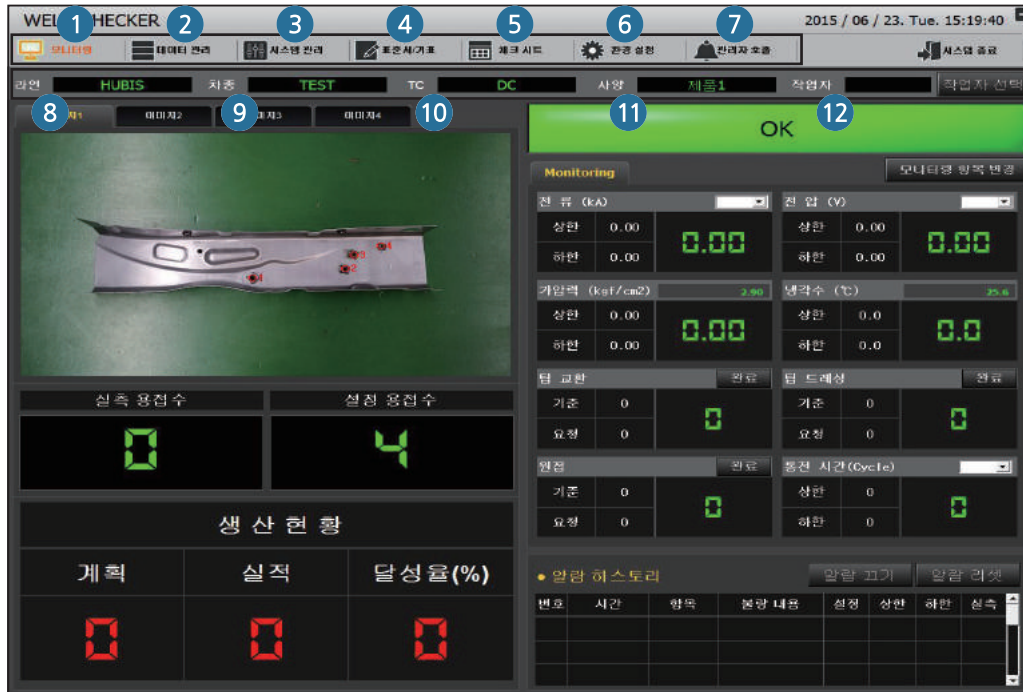 WEL HECKER 2015 / 06 / 23. Tue. 15:19:40
1 2 3 4 5 6 7
모니터링 데이터 관리 시스템 관리 표준서/기표 체크 시트 환경 설정 관리자 호출 시스템 종료
라인 HUBIS 차종 TEST TC DC 사양 제품1 작업자 작업자 선택
8 9 10 11 12
지1 이미지2 지3 이미지4
OK
Monitoring 모니터링 항목 변경
전 류 (kA) 전 압 (V)
상한 0.00 0.00 상한 0.00 0.00
하한 0.00 하한 0.00
가압력 (kgf/cm2) 2.90 냉각수 (℃) 25.6
상한 0.00 0.00 상한 0.0 0.0
하한 0.00 하한 0.0
팁 교환 완료 팁 드레싱 완료
기준 0 0 기준 0 0
요청 0 요청 0
원점 완료 통전 시간(Cycle)
기준 0 0 상한 0 0
요청 0 하한 0
1 2 3 4
실측 용접수 설정 용접수
0 4
생 산 현 황
계획 실적 달성율(%)
0 0 0
• 알람 히스토리 알람 끄기 알람 리셋
번호 시간 항목 불량 내용 설정 상한 하한 실측